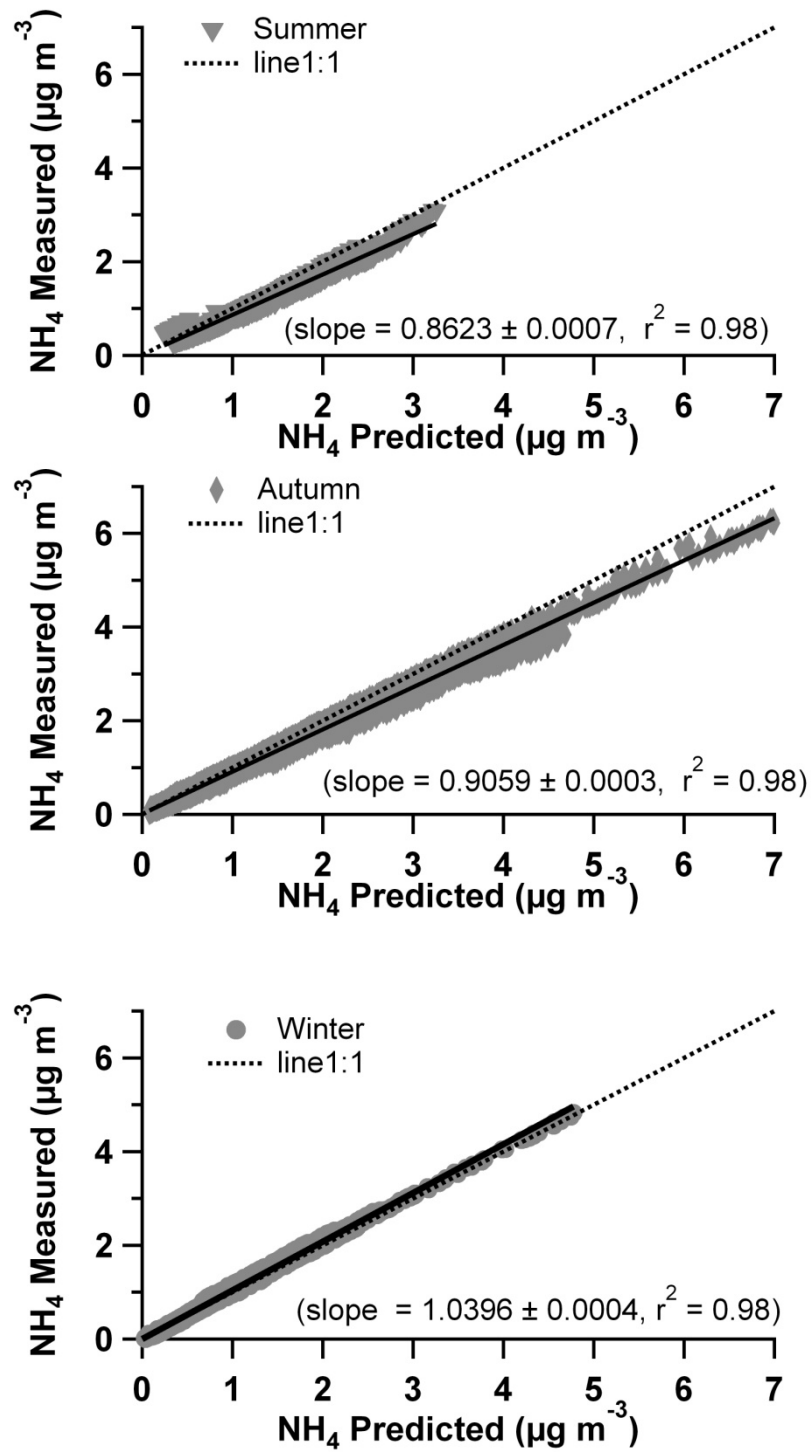 Summer
line1:1
6
4
2
0
NH₄ Measured (µg m⁻³)
(slope = 0.8623 ± 0.0007, r² = 0.98)
0 1 2 3 4 5 6 7
NH₄ Predicted (µg m⁻³)
Autumn
line1:1
6
4
2
0
NH₄ Measured (µg m⁻³)
(slope = 0.9059 ± 0.0003, r² = 0.98)
0 1 2 3 4 5 6 7
NH₄ Predicted (µg m⁻³)
Winter
line1:1
6
4
2
0
NH₄ Measured (µg m⁻³)
(slope = 1.0396 ± 0.0004, r² = 0.98)
0 1 2 3 4 5 6 7
NH₄ Predicted (µg m⁻³)